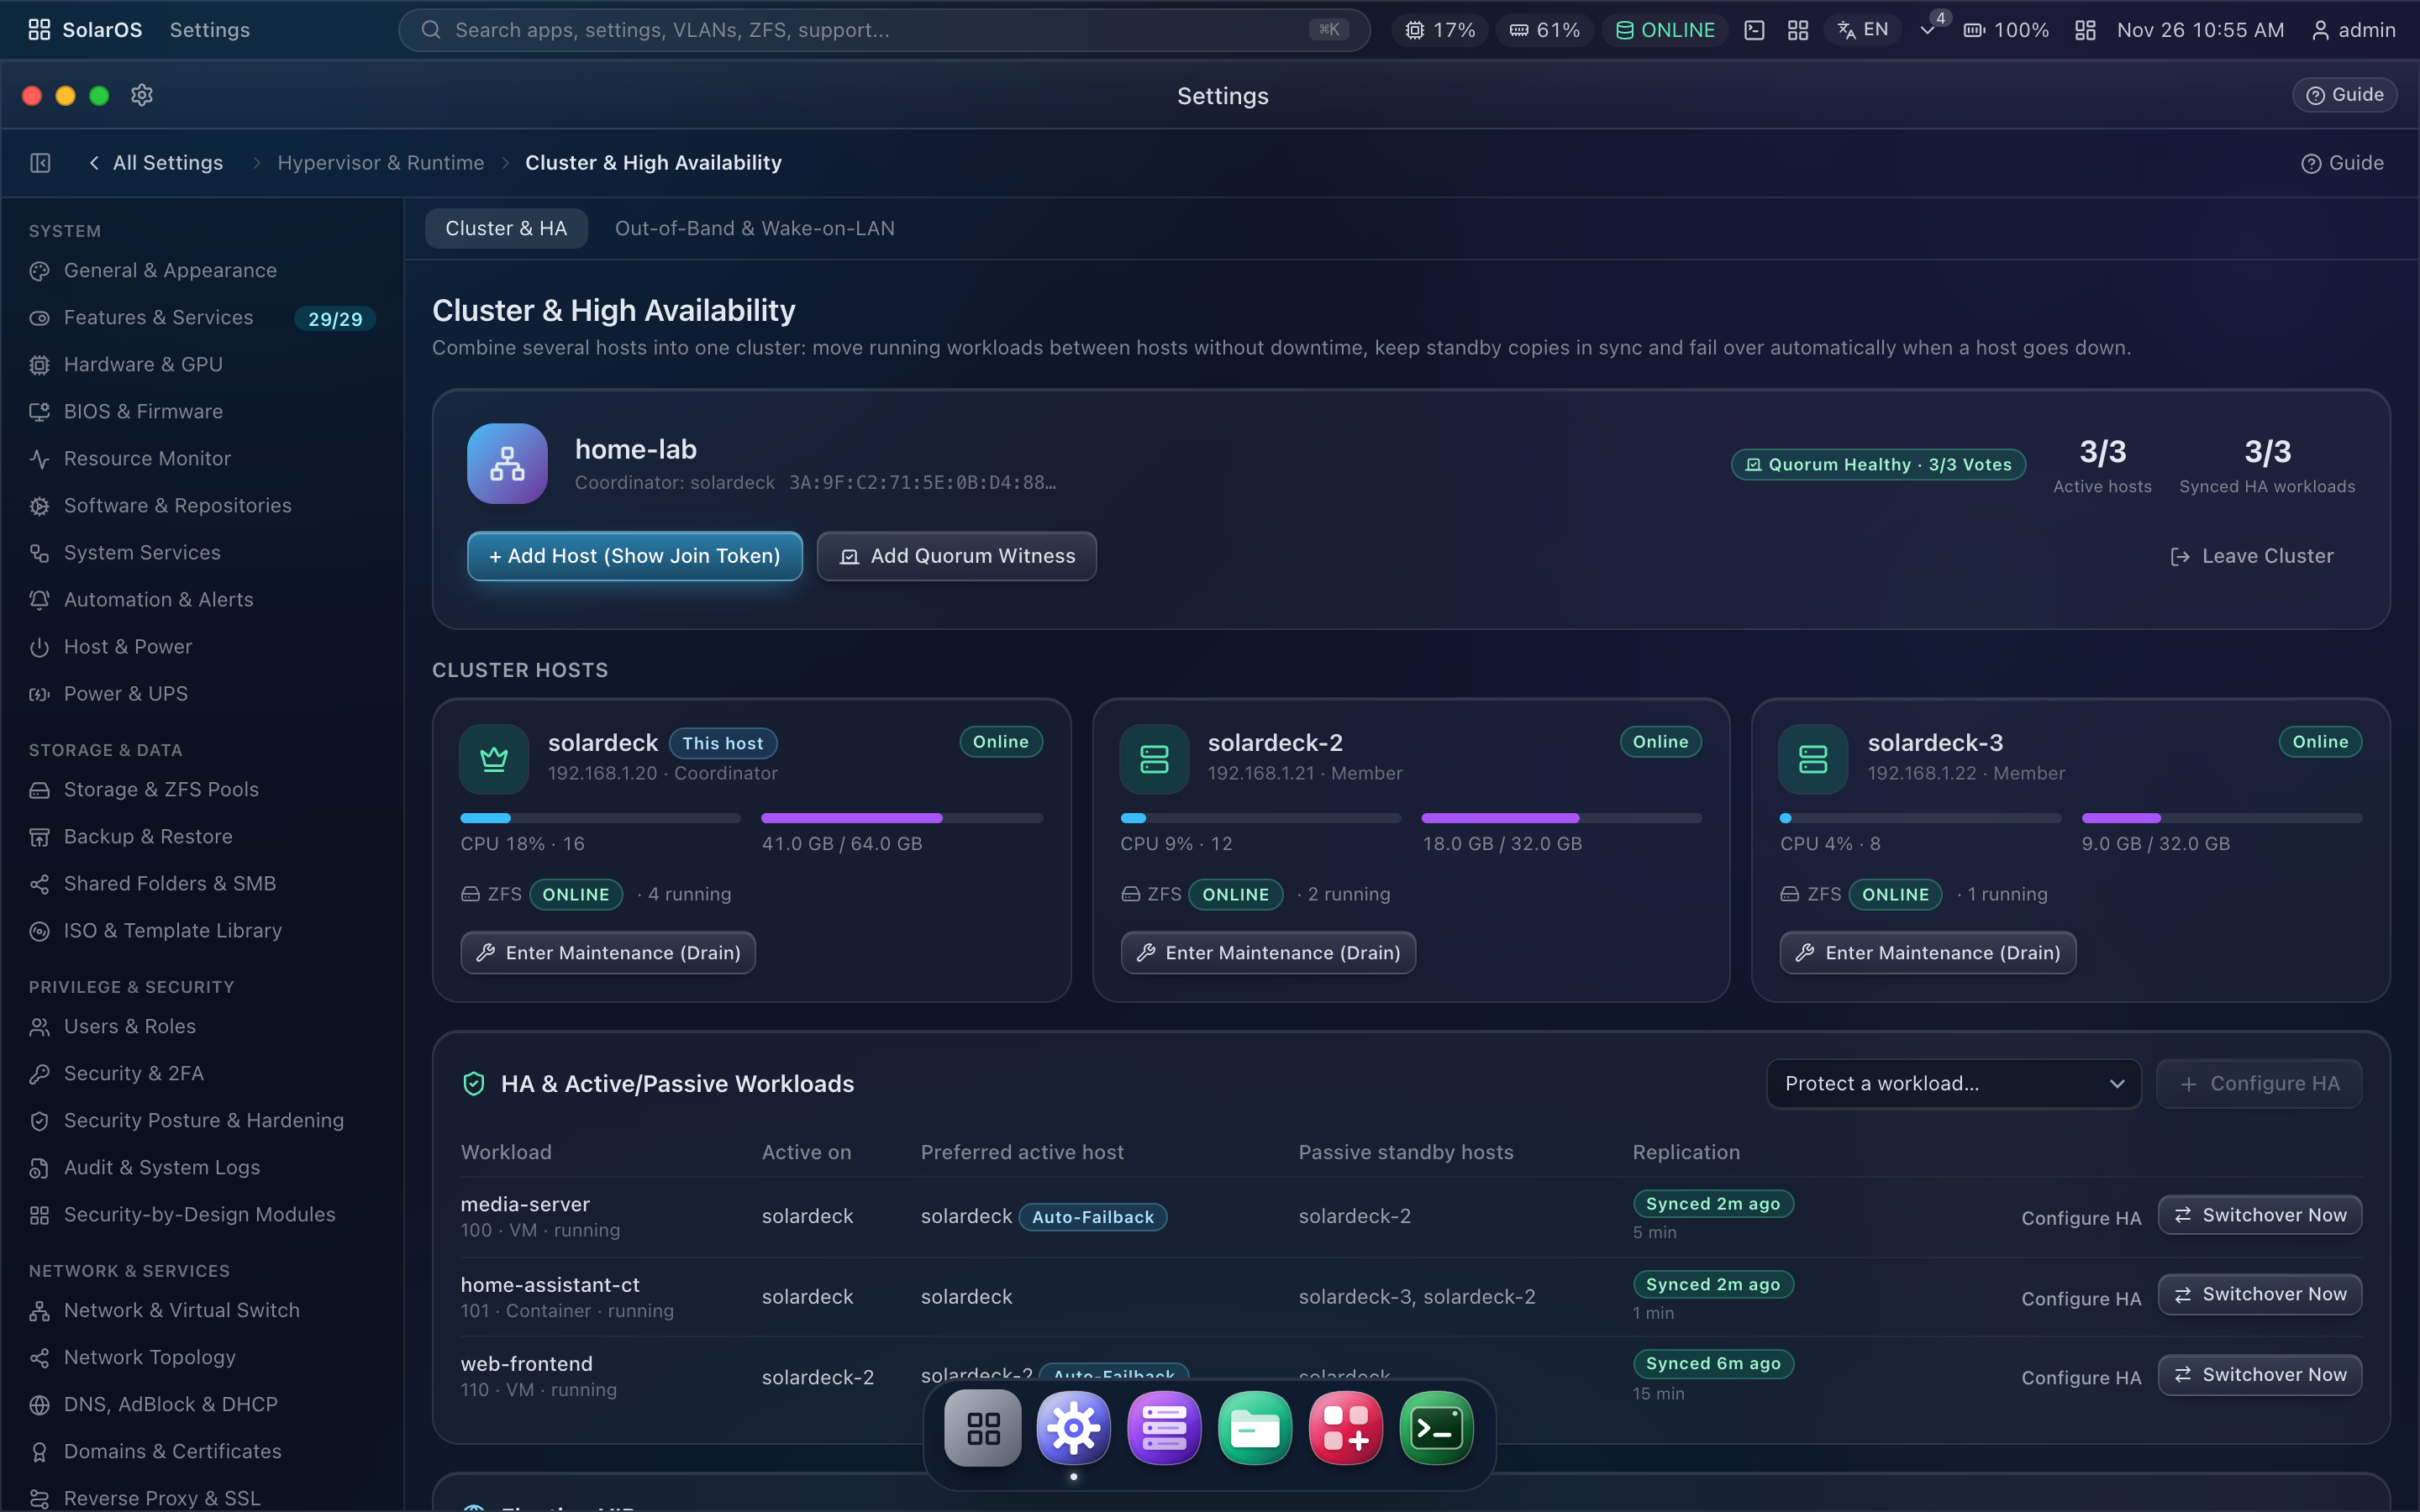 SolarOS Settings Search apps, settings, VLANs, ZFS, support... ⌘K 17% 61% ONLINE EN 4 100% Nov 26 10:55 AM admin
Settings Guide
All Settings Hypervisor & Runtime Cluster & High Availability Guide
SYSTEM
General & Appearance
Features & Services 29/29
Hardware & GPU
BIOS & Firmware
Resource Monitor
Software & Repositories
System Services
Automation & Alerts
Host & Power
Power & UPS
STORAGE & DATA
Storage & ZFS Pools
Backup & Restore
Shared Folders & SMB
ISO & Template Library
PRIVILEGE & SECURITY
Users & Roles
Security & 2FA
Security Posture & Hardening
Audit & System Logs
Security-by-Design Modules
NETWORK & SERVICES
Network & Virtual Switch
Network Topology
DNS, AdBlock & DHCP
Domains & Certificates
Reverse Proxy & SSL
Cluster & HA Out-of-Band & Wake-on-LAN
Cluster & High Availability
Combine several hosts into one cluster: move running workloads between hosts without downtime, keep standby copies in sync and fail over automatically when a host goes down.
home-lab
Coordinator: solardeck 3A:9F:C2:71:5E:0B:D4:88…
Quorum Healthy · 3/3 Votes
3/3
Active hosts
3/3
Synced HA workloads
+ Add Host (Show Join Token) Add Quorum Witness Leave Cluster
CLUSTER HOSTS
solardeck This host Online
192.168.1.20 · Coordinator
CPU 18% · 16 41.0 GB / 64.0 GB
ZFS ONLINE · 4 running
Enter Maintenance (Drain)
solardeck-2 Online
192.168.1.21 · Member
CPU 9% · 12 18.0 GB / 32.0 GB
ZFS ONLINE · 2 running
Enter Maintenance (Drain)
solardeck-3 Online
192.168.1.22 · Member
CPU 4% · 8 9.0 GB / 32.0 GB
ZFS ONLINE · 1 running
Enter Maintenance (Drain)
HA & Active/Passive Workloads Protect a workload... + Configure HA
Workload Active on Preferred active host Passive standby hosts Replication
media-server
100 · VM · running
solardeck solardeck Auto-Failback solardeck-2 Synced 2m ago
5 min
Configure HA Switchover Now
home-assistant-ct
101 · Container · running
solardeck solardeck solardeck-3, solardeck-2 Synced 2m ago
1 min
Configure HA Switchover Now
web-frontend
110 · VM · running
solardeck-2 solardeck-2 Auto-Failback solardeck Synced 6m ago
15 min
Configure HA Switchover Now